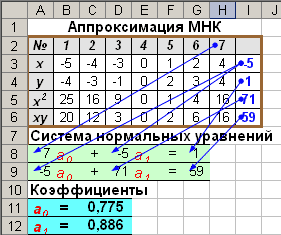 A B C D E F G H I
1 Аппроксимация МНК
2 № 1 2 3 4 5 6 7
3 x -5 -4 -3 0 1 2 4 -5
4 y -4 -3 -1 0 2 3 4 1
5 x² 25 16 9 0 1 4 16 71
6 xy 20 12 3 0 2 6 16 59
7 Система нормальных уравнений
8 7 a₀ + -5 a₁ = 1
9 -5 a₀ + 71 a₁ = 59
10 Коэффициенты
11 a₀ = 0,775
12 a₁ = 0,886